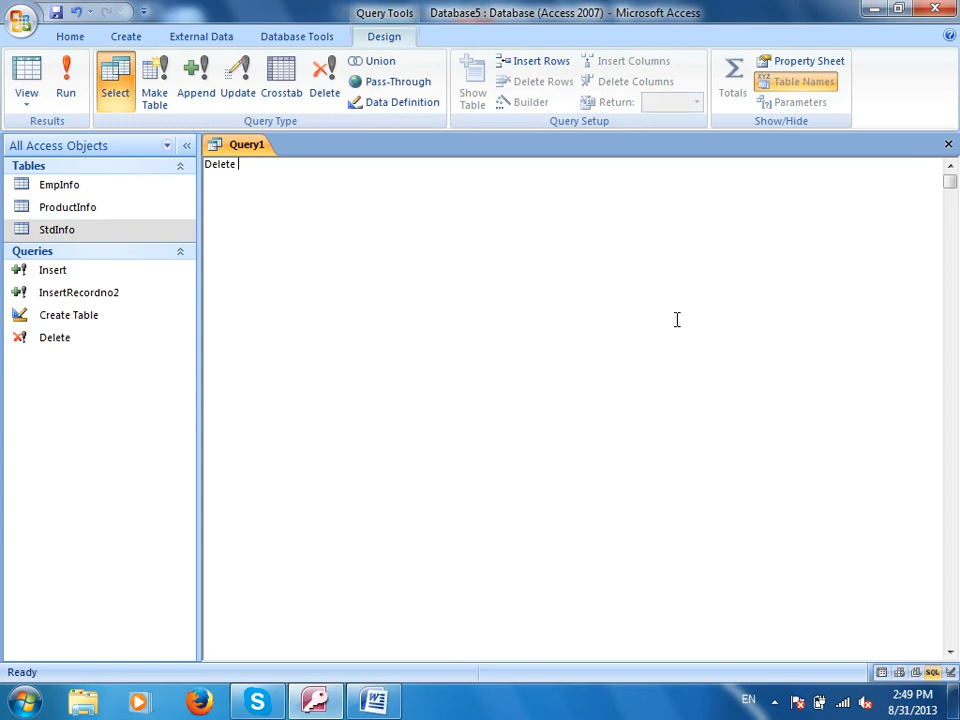 Query Tools
Database5 : Database (Access 2007) - Microsoft Access
Home
Create
External Data
Database Tools
Design
View
Run
Select
Make
Table
Append
Update
Crosstab
Delete
Union
Pass-Through
Data Definition
Show
Table
Insert Rows
Delete Rows
Builder
Insert Columns
Delete Columns
Return:
Totals
Property Sheet
Table Names
Parameters
Results
Query Type
Query Setup
Show/Hide
All Access Objects
Tables
EmpInfo
ProductInfo
StdInfo
Queries
Insert
InsertRecordno2
Create Table
Delete
Query1
Delete
Ready
SQL
EN
2:49 PM
8/31/2013